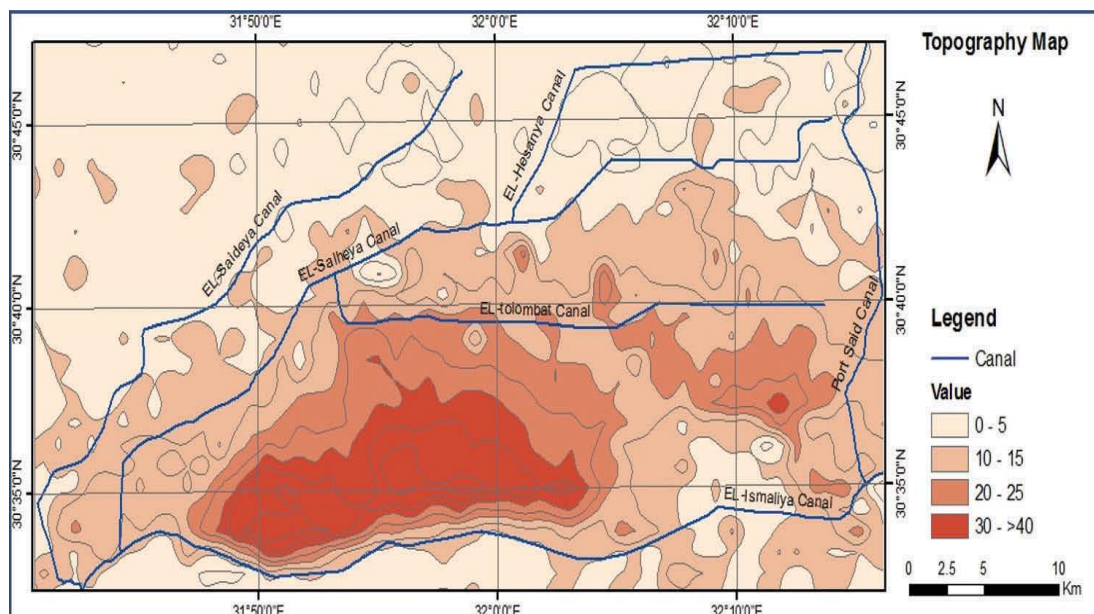 31°50'0"E 32°0'0"E 32°10'0"E
Topography Map
N
30°45'0"N 30°45'0"N
EL-Hesanya Canal
EL-Saideya Canal
EL-Salheya Canal
30°40'0"N 30°40'0"N
EL-tolombat Canal
Port Said Canal
30°35'0"N 30°35'0"N
EL-Ismaliya Canal
31°50'0"E 32°0'0"E 32°10'0"E
Legend
Canal
Value
0 - 5
10 - 15
20 - 25
30 - >40
0 2.5 5 10
Km